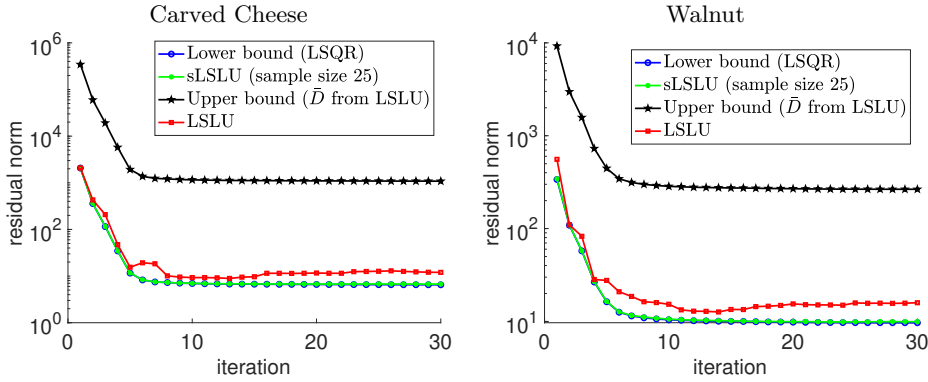 Carved Cheese
10^6
10^4
10^2
10^0
residual norm
Lower bound (LSQR)
sLSLU (sample size 25)
Upper bound (D̄ from LSLU)
LSLU
0
10
20
30
iteration
Walnut
10^4
10^3
10^2
10^1
residual norm
Lower bound (LSQR)
sLSLU (sample size 25)
Upper bound (D̄ from LSLU)
LSLU
0
10
20
30
iteration